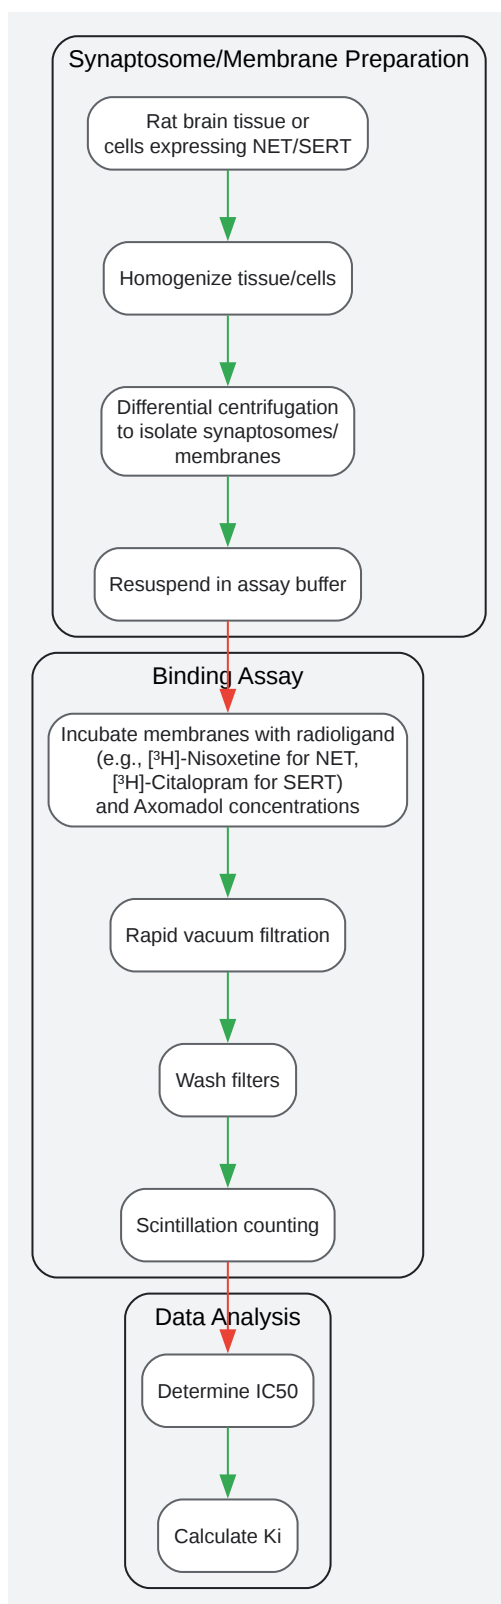 Synaptosome/Membrane Preparation
Rat brain tissue or
cells expressing NET/SERT
Homogenize tissue/cells
Differential centrifugation
to isolate synaptosomes/
membranes
Resuspend in assay buffer
Binding Assay
Incubate membranes with radioligand
(e.g., [³H]-Nisoxetine for NET,
[³H]-Citalopram for SERT)
and Axomadol concentrations
Rapid vacuum filtration
Wash filters
Scintillation counting
Data Analysis
Determine IC50
Calculate Ki